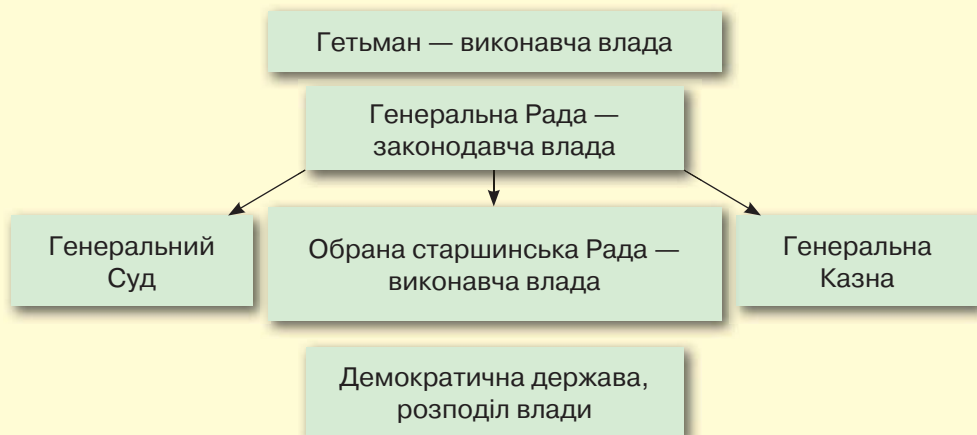 Гетьман — виконавча влада
Генеральна Рада —
законодавча влада
Генеральний
Суд
Обрана старшинська Рада —
виконавча влада
Генеральна
Казна
Демократична держава,
розподіл влади